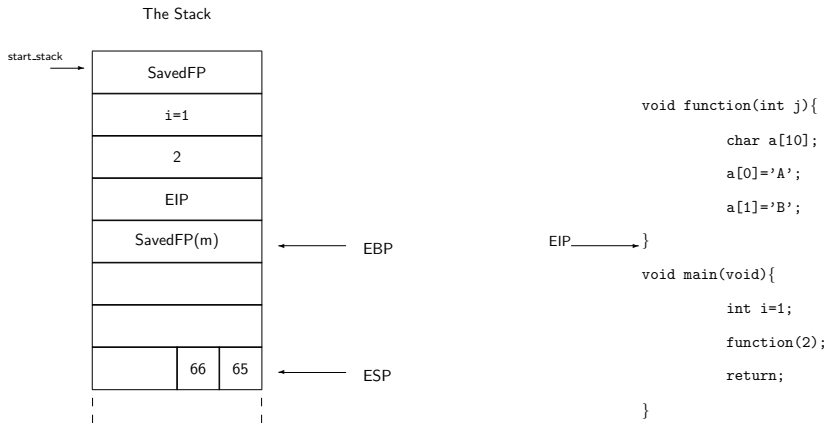 The Stack
start_stack
SavedFP
i=1
2
EIP
SavedFP(m)
EBP
66 65
ESP
void function(int j){
char a[10];
a[0]='A';
a[1]='B';
EIP
}
void main(void){
int i=1;
function(2);
return;
}